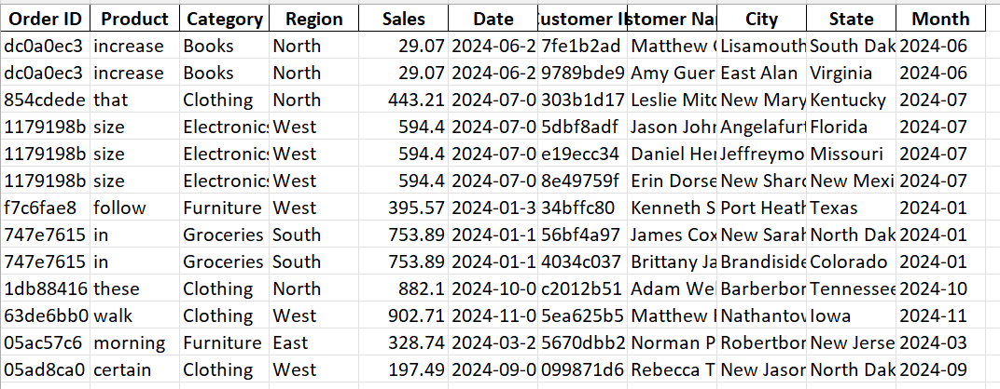 Order ID Product Category Region Sales Date Customer I Customer Na City State Month
dc0a0ec3 increase Books North 29.07 2024-06-2 7fe1b2ad Matthew Lisamouth South Dak 2024-06
dc0a0ec3 increase Books North 29.07 2024-06-2 9789bde9 Amy Guer East Alan Virginia 2024-06
854cdede that Clothing North 443.21 2024-07-0 303b1d17 Leslie Mitc New Mary Kentucky 2024-07
1179198b size Electronics West 594.4 2024-07-0 5dbf8adf Jason John Angelafurt Florida 2024-07
1179198b size Electronics West 594.4 2024-07-0 e19ecc34 Daniel Her Jeffreymo Missouri 2024-07
1179198b size Electronics West 594.4 2024-07-0 8e49759f Erin Dorse New Sharo New Mexi 2024-07
f7c6fae8 follow Furniture West 395.57 2024-01-3 34bffc80 Kenneth S Port Heath Texas 2024-01
747e7615 in Groceries South 753.89 2024-01-1 56bf4a97 James Cox New Sarah North Dak 2024-01
747e7615 in Groceries South 753.89 2024-01-1 4034c037 Brittany Ja Brandiside Colorado 2024-01
1db88416 these Clothing North 882.1 2024-10-0 c2012b51 Adam We Barberbor Tennessee 2024-10
63de6bb0 walk Clothing West 902.71 2024-11-0 5ea625b5 Matthew Nathantov Iowa 2024-11
05ac57c6 morning Furniture East 328.74 2024-03-2 5670dbb2 Norman P Robertbor New Jerse 2024-03
05ad8ca0 certain Clothing West 197.49 2024-09-0 099871d6 Rebecca T New Jason North Dak 2024-09